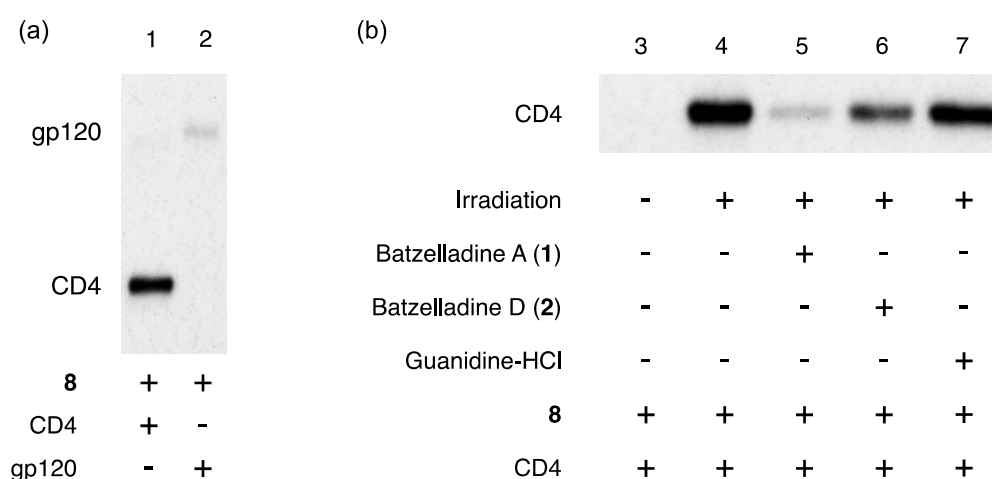 (a) 1 2
gp120
CD4
8 + +
CD4 + -
gp120 - +
(b) 3 4 5 6 7
CD4
Irradiation - + + + +
Batzelladine A (1) - - + - -
Batzelladine D (2) - - - + -
Guanidine-HCl - - - - +
8 + + + + +
CD4 + + + + +